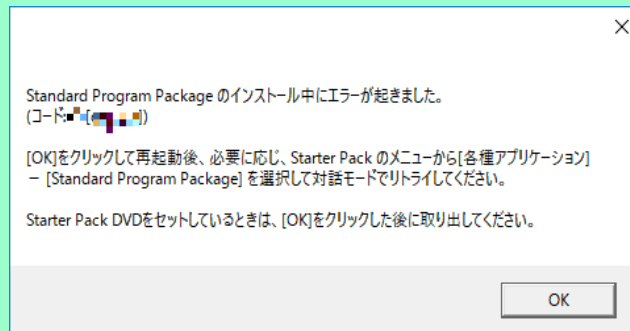 Standard Program Package のインストール中にエラーが起きました。
(コード:
[OK]をクリックして再起動後、必要に応じ、Starter Pack のメニューから[各種アプリケーション]
－ [Standard Program Package] を選択して対話モードでリトライしてください。
Starter Pack DVDをセットしているときは、[OK]をクリックした後に取り出してください。
OK